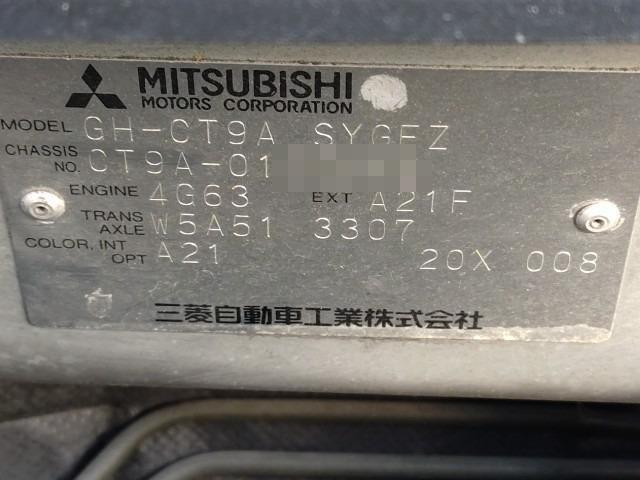 MITSUBISHI
MOTORS CORPORATION
MODEL GH-CT9A SYGFZ
CHASSIS NO. CT9A-01
ENGINE 4G63 EXT A21F
TRANS AXLE W5A51 3307
COLOR, INT OPT A21 20X 008
三菱自動車工業株式会社